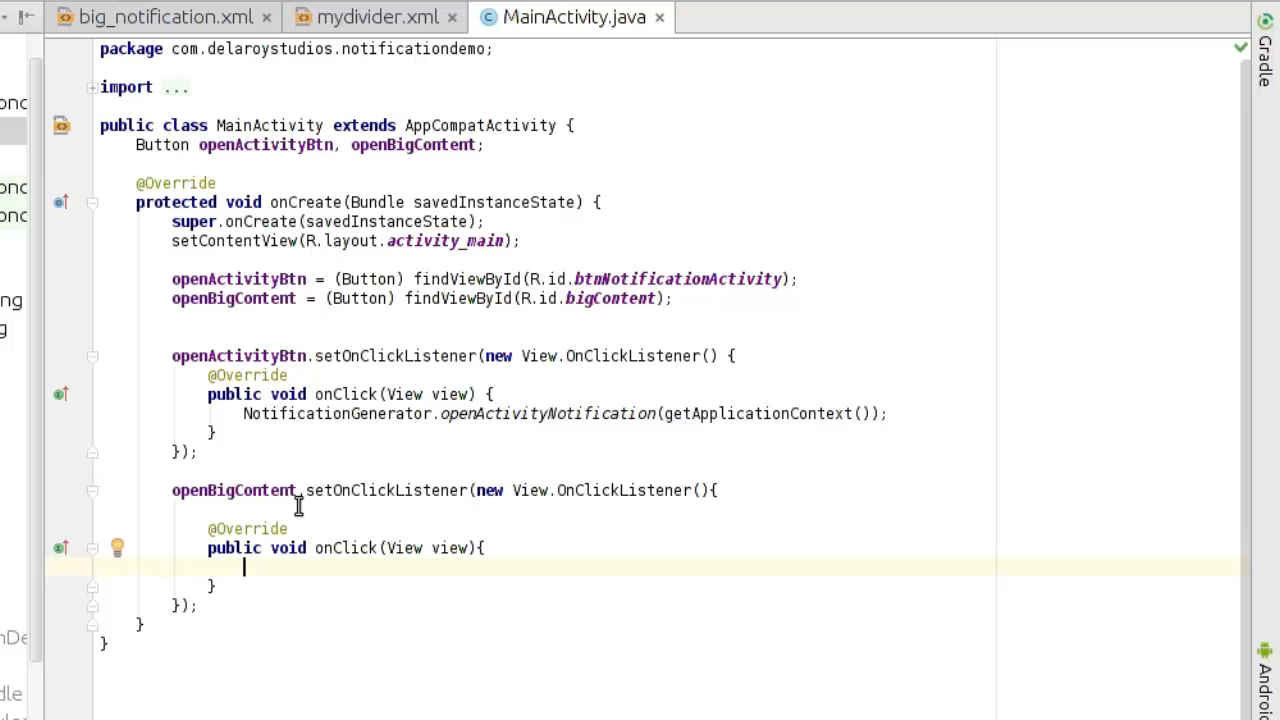 big_notification.xml × mydivider.xml × MainActivity.java ×
package com.delaroystudios.notificationdemo;
import ...
public class MainActivity extends AppCompatActivity {
Button openActivityBtn, openBigContent;
@Override
protected void onCreate(Bundle savedInstanceState) {
super.onCreate(savedInstanceState);
setContentView(R.layout.activity_main);
openActivityBtn = (Button) findViewById(R.id.btnNotificationActivity);
openBigContent = (Button) findViewById(R.id.bigContent);
openActivityBtn.setOnClickListener(new View.OnClickListener() {
@Override
public void onClick(View view) {
NotificationGenerator.openActivityNotification(getApplicationContext());
}
});
openBigContent.setOnClickListener(new View.OnClickListener(){
@Override
public void onClick(View view){
}
});
}
}
Gradle
Android